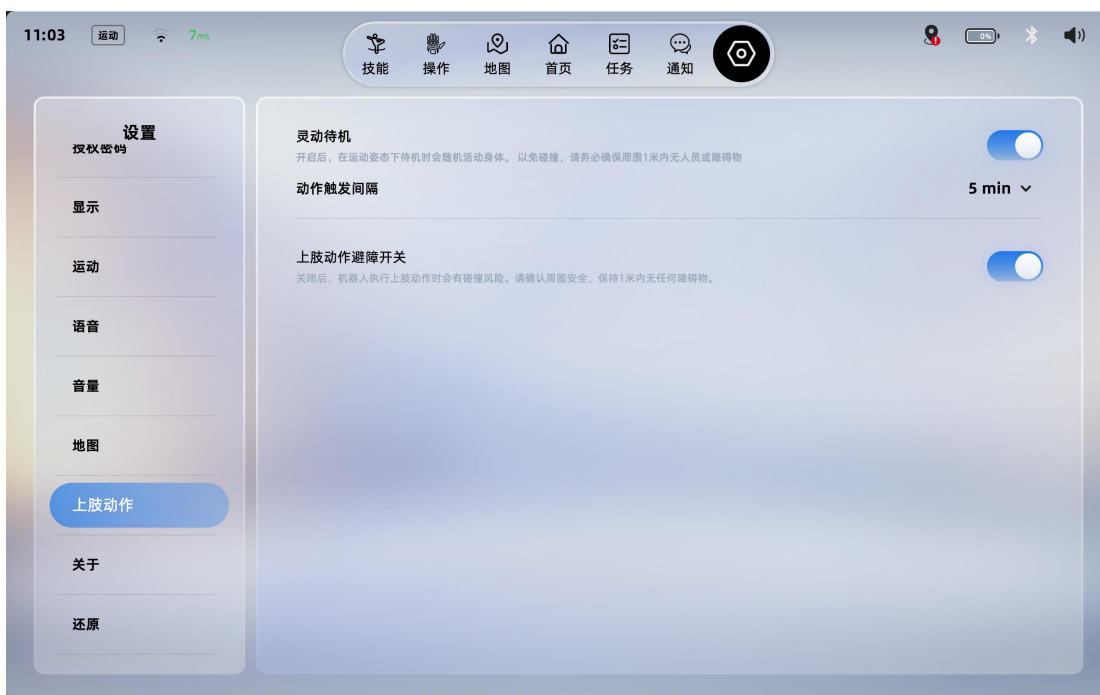 11:03 运动 7ms 0%
技能 操作 地图 首页 任务 通知
设置
授权密码
显示
运动
语音
音量
地图
上肢动作
关于
还原
灵动待机
开启后，在运动姿态下待机时会随机活动身体。 以免碰撞，请务必确保周围1米内无人员或障碍物
动作触发间隔 5 min
上肢动作避障开关
关闭后，机器人执行上肢动作时会有碰撞风险。请确认周围安全、保持1米内无任何障碍物。